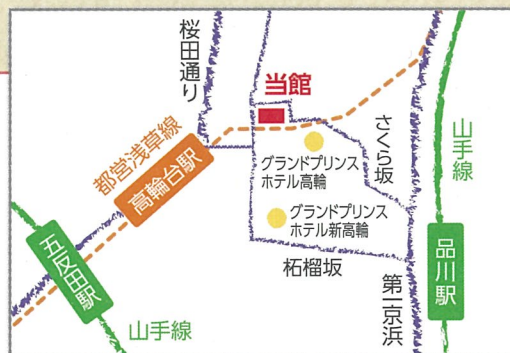 桜田通り
当館
都営浅草線
高輪台駅
グランドプリンス
ホテル高輪
さくら坂
山手線
グランドプリンス
ホテル新高輪
五反田駅
柘榴坂
品川駅
第一京浜
山手線